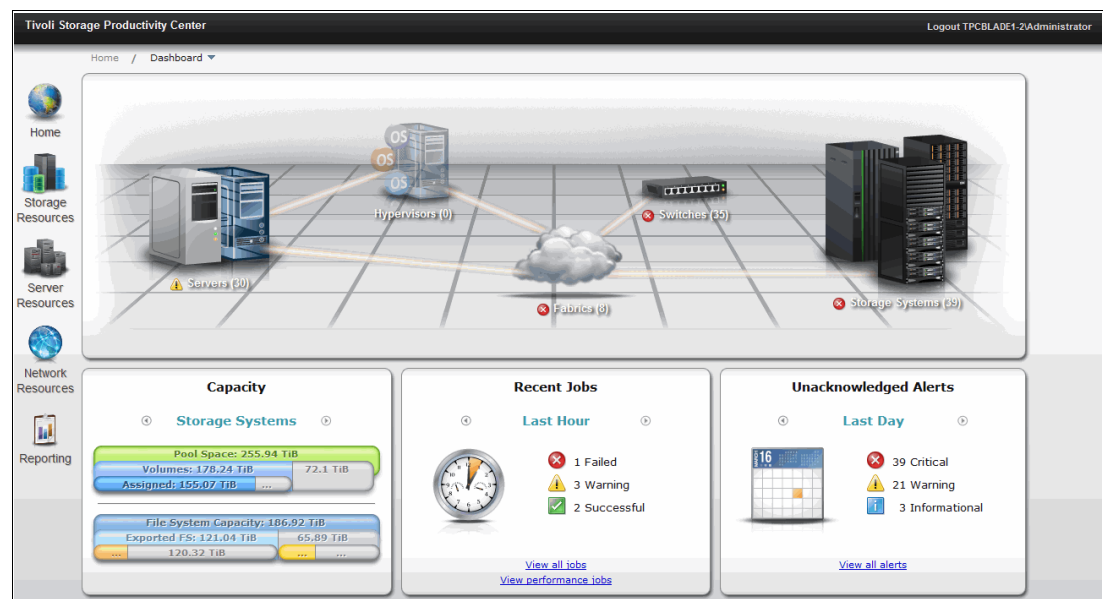 Tivoli Storage Productivity Center
Logout TPCBLADE1-2\Administrator
Home / Dashboard
Home
Storage
Resources
Server
Resources
Network
Resources
Reporting
OS
OS
OS
Hypervisors (0)
Switches (35)
Servers (30)
Fabrics (8)
Storage Systems (39)
Capacity
Storage Systems
Pool Space: 255.94 TiB
Volumes: 178.24 TiB
72.1 TiB
Assigned: 155.07 TiB
...
File System Capacity: 186.92 TiB
Exported FS: 121.04 TiB
65.89 TiB
...
120.32 TiB
...
...
Recent Jobs
Last Hour
1 Failed
3 Warning
2 Successful
View all jobs
View performance jobs
Unacknowledged Alerts
Last Day
16
39 Critical
21 Warning
3 Informational
View all alerts